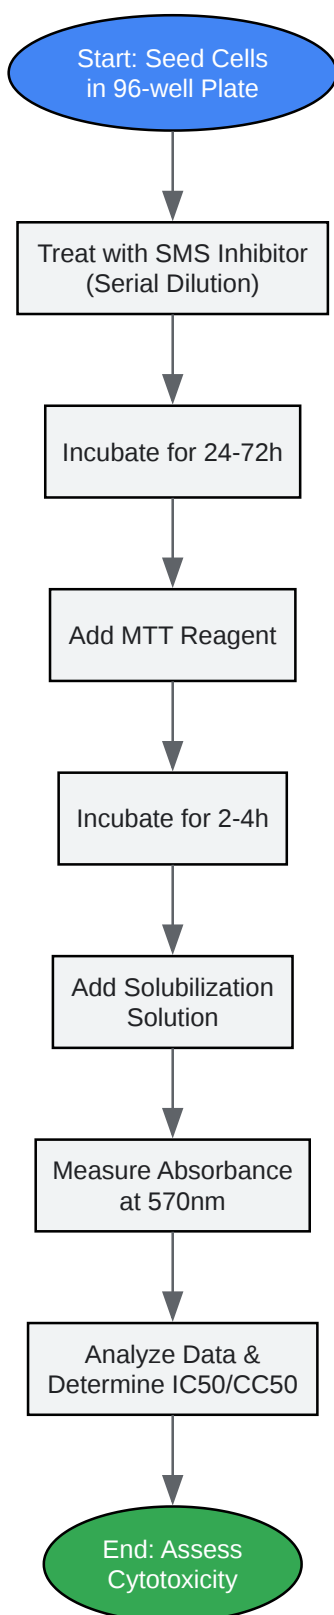 Start: Seed Cells
in 96-well Plate
Treat with SMS Inhibitor
(Serial Dilution)
Incubate for 24-72h
Add MTT Reagent
Incubate for 2-4h
Add Solubilization
Solution
Measure Absorbance
at 570nm
Analyze Data &
Determine IC50/CC50
End: Assess
Cytotoxicity